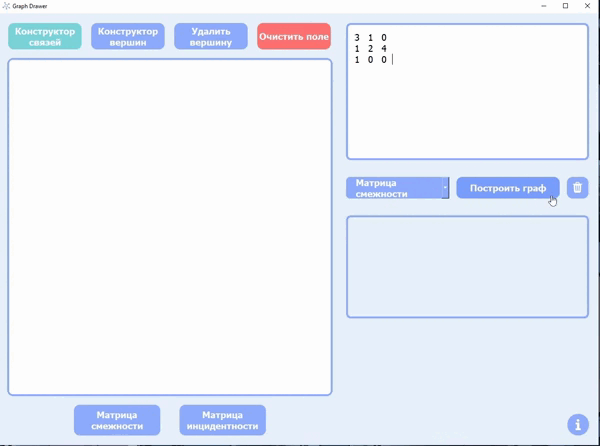 Graph Drawer
Конструктор
связей
Конструктор
вершин
Удалить
вершину
Очистить поле
3 1 0
1 2 4
1 0 0
Матрица
смежности
Построить граф
Матрица
смежности
Матрица
инцидентности
i